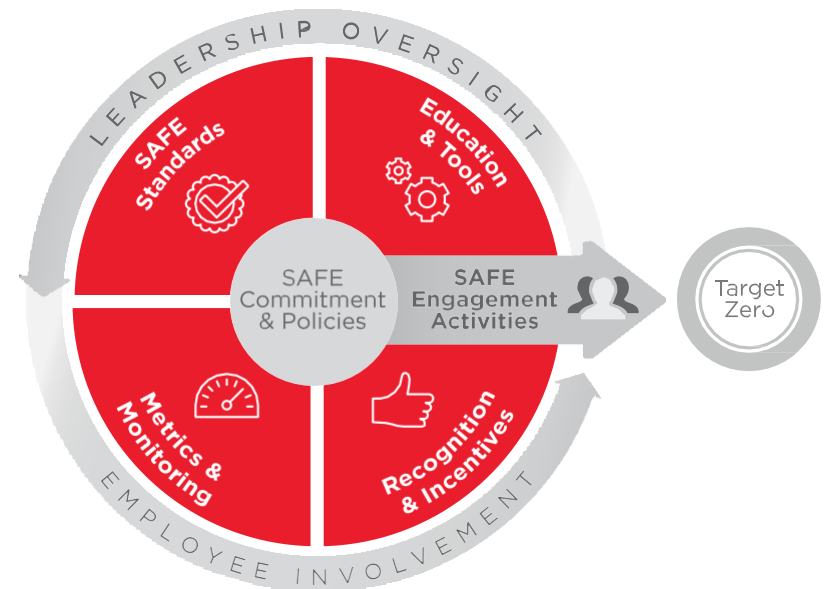 LEADERSHIP OVERSIGHT
SAFE
Standards
Education
& Tools
SAFE
Commitment
& Policies
SAFE
Engagement
Activities
Target
Zero
Metrics &
Monitoring
Recognition
& Incentives
EMPLOYEE INVOLVEMENT